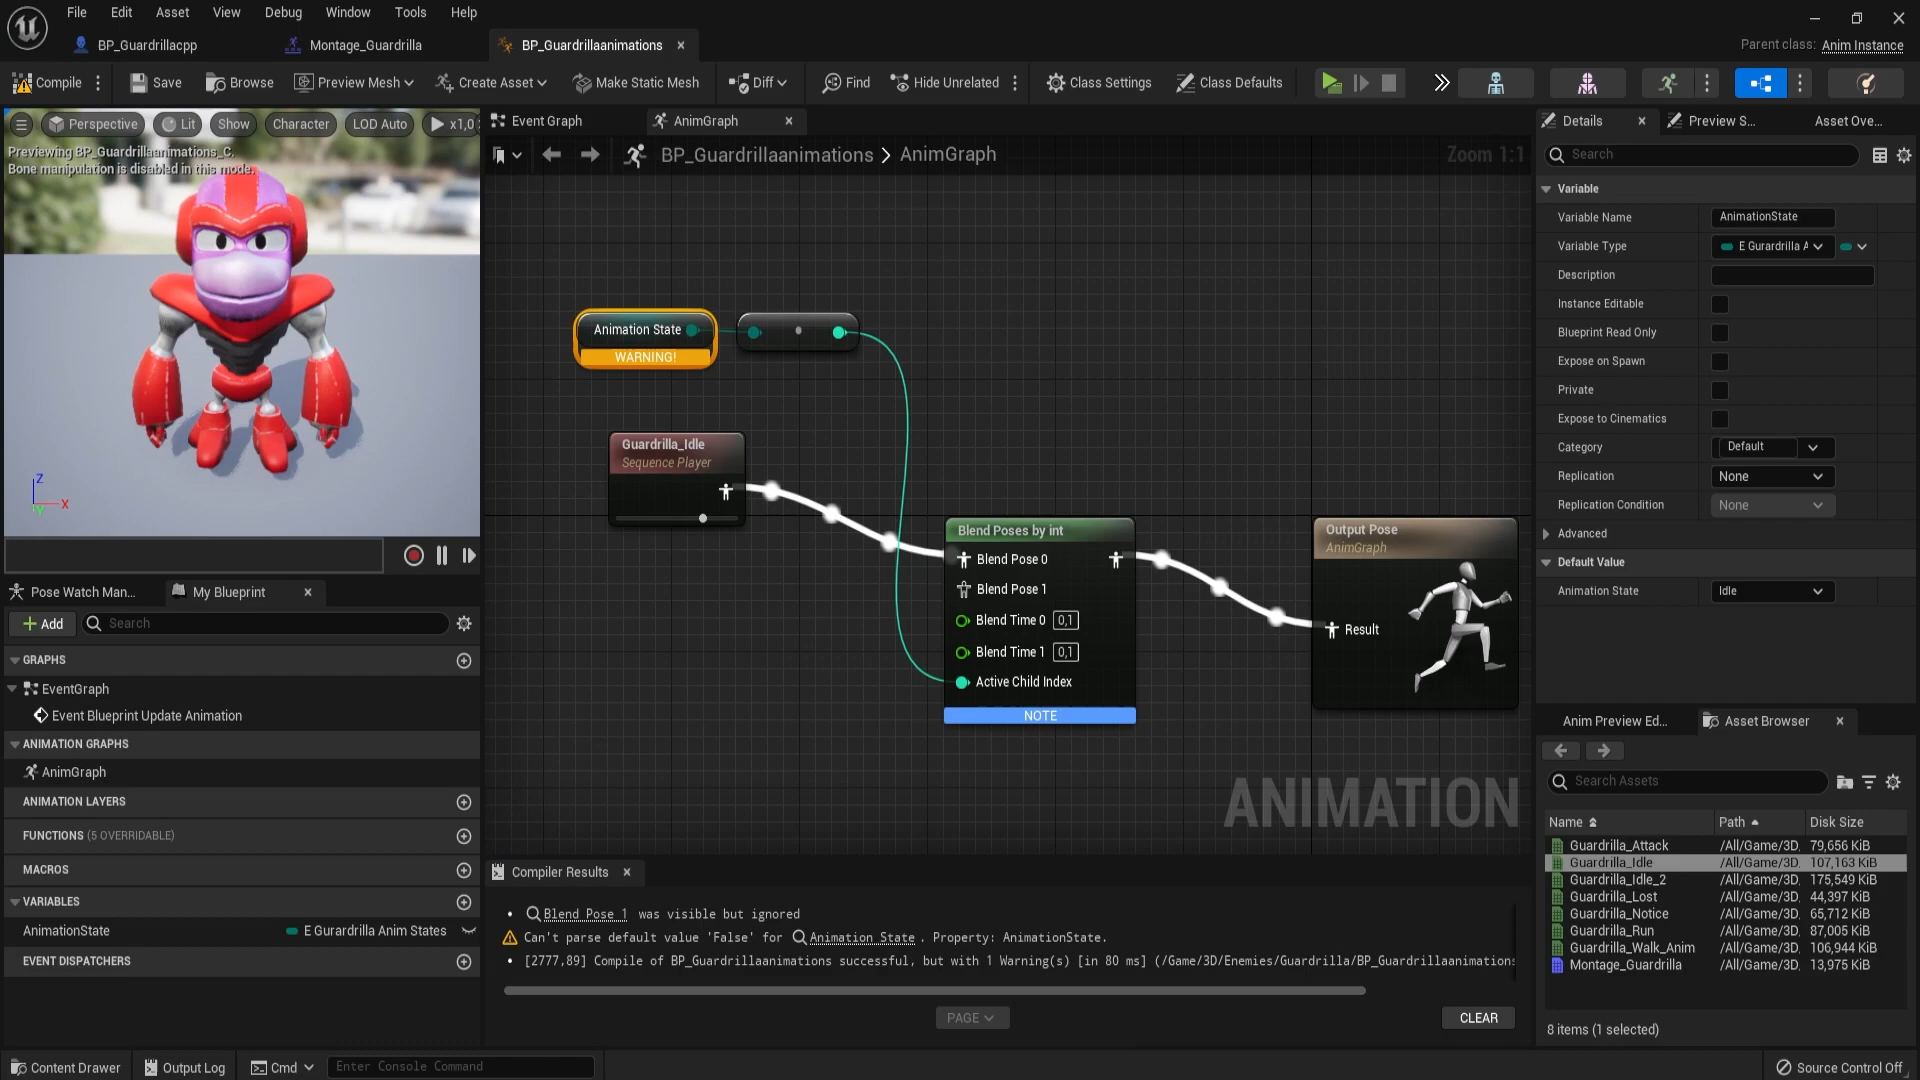 File Edit Asset View Debug Window Tools Help
BP_Guardrillacpp Montage_Guardrilla BP_Guardrillaanimations
Parent class: Anim Instance
Compile Save Browse Preview Mesh Create Asset Make Static Mesh Diff Find Hide Unrelated Class Settings Class Defaults
Perspective Lit Show Character LOD Auto x1,0
Previewing BP_Guardrillaanimations_C.
Bone manipulation is disabled in this mode.
Z
X
Y
Pose Watch Man... My Blueprint
Add Search
GRAPHS
EventGraph
Event Blueprint Update Animation
ANIMATION GRAPHS
AnimGraph
ANIMATION LAYERS
FUNCTIONS (5 OVERRIDABLE)
MACROS
VARIABLES
AnimationState E Gurardrilla Anim States
EVENT DISPATCHERS
Event Graph AnimGraph
BP_Guardrillaanimations > AnimGraph Zoom 1:1
Animation State
WARNING!
Guardrilla_Idle
Sequence Player
Blend Poses by int
Blend Pose 0
Blend Pose 1
Blend Time 0 0,1
Blend Time 1 0,1
Active Child Index
NOTE
Output Pose
AnimGraph
Result
ANIMATION
Compiler Results
Blend Pose 1 was visible but ignored
Can't parse default value 'False' for Animation State . Property: AnimationState.
[2777,89] Compile of BP_Guardrillaanimations successful, but with 1 Warning(s) [in 80 ms] (/Game/3D/Enemies/Guardrilla/BP_Guardrillaanimations
PAGE CLEAR
Details Preview S... Asset Ove...
Search
Variable
Variable Name AnimationState
Variable Type E Gurardrilla A
Description
Instance Editable
Blueprint Read Only
Expose on Spawn
Private
Expose to Cinematics
Category Default
Replication None
Replication Condition None
Advanced
Default Value
Animation State Idle
Anim Preview Ed... Asset Browser
Search Assets
Name Path Disk Size
Guardrilla_Attack /All/Game/3D, 79,656 KiB
Guardrilla_Idle /All/Game/3D, 107,163 KiB
Guardrilla_Idle_2 /All/Game/3D, 175,549 KiB
Guardrilla_Lost /All/Game/3D, 44,397 KiB
Guardrilla_Notice /All/Game/3D, 65,712 KiB
Guardrilla_Run /All/Game/3D, 87,005 KiB
Guardrilla_Walk_Anim /All/Game/3D, 106,944 KiB
Montage_Guardrilla /All/Game/3D, 13,975 KiB
8 items (1 selected)
Content Drawer Output Log Cmd Enter Console Command Source Control Off